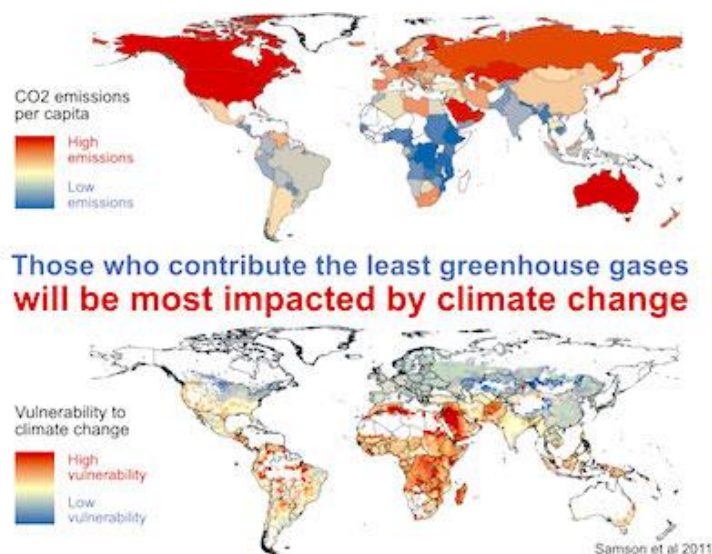 CO2 emissions
per capita
High
emissions
Low
emissions
Those who contribute the least greenhouse gases
will be most impacted by climate change
Vulnerability to
climate change
High
vulnerability
Low
vulnerability
Samson et al 2011